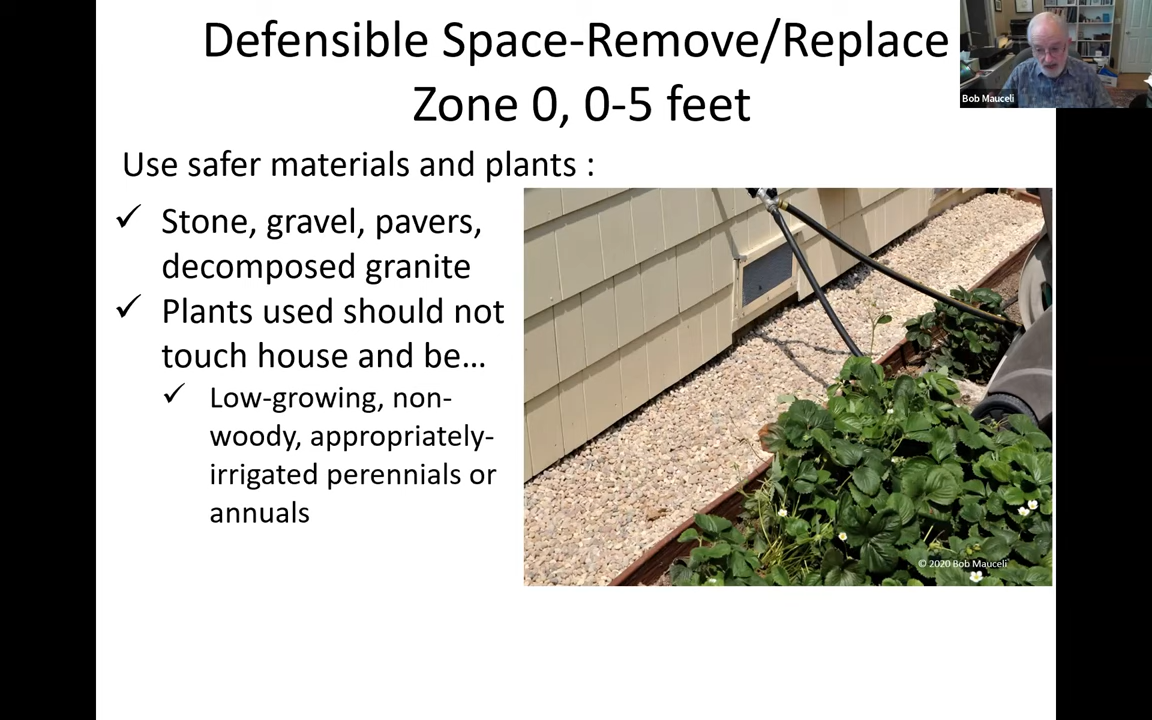 Defensible Space-Remove/Replace
Zone 0, 0-5 feet
Bob Mauceli
Use safer materials and plants :
✓ Stone, gravel, pavers,
decomposed granite
✓ Plants used should not
touch house and be…
✓ Low-growing, non-
woody, appropriately-
irrigated perennials or
annuals
© 2020 Bob Mauceli